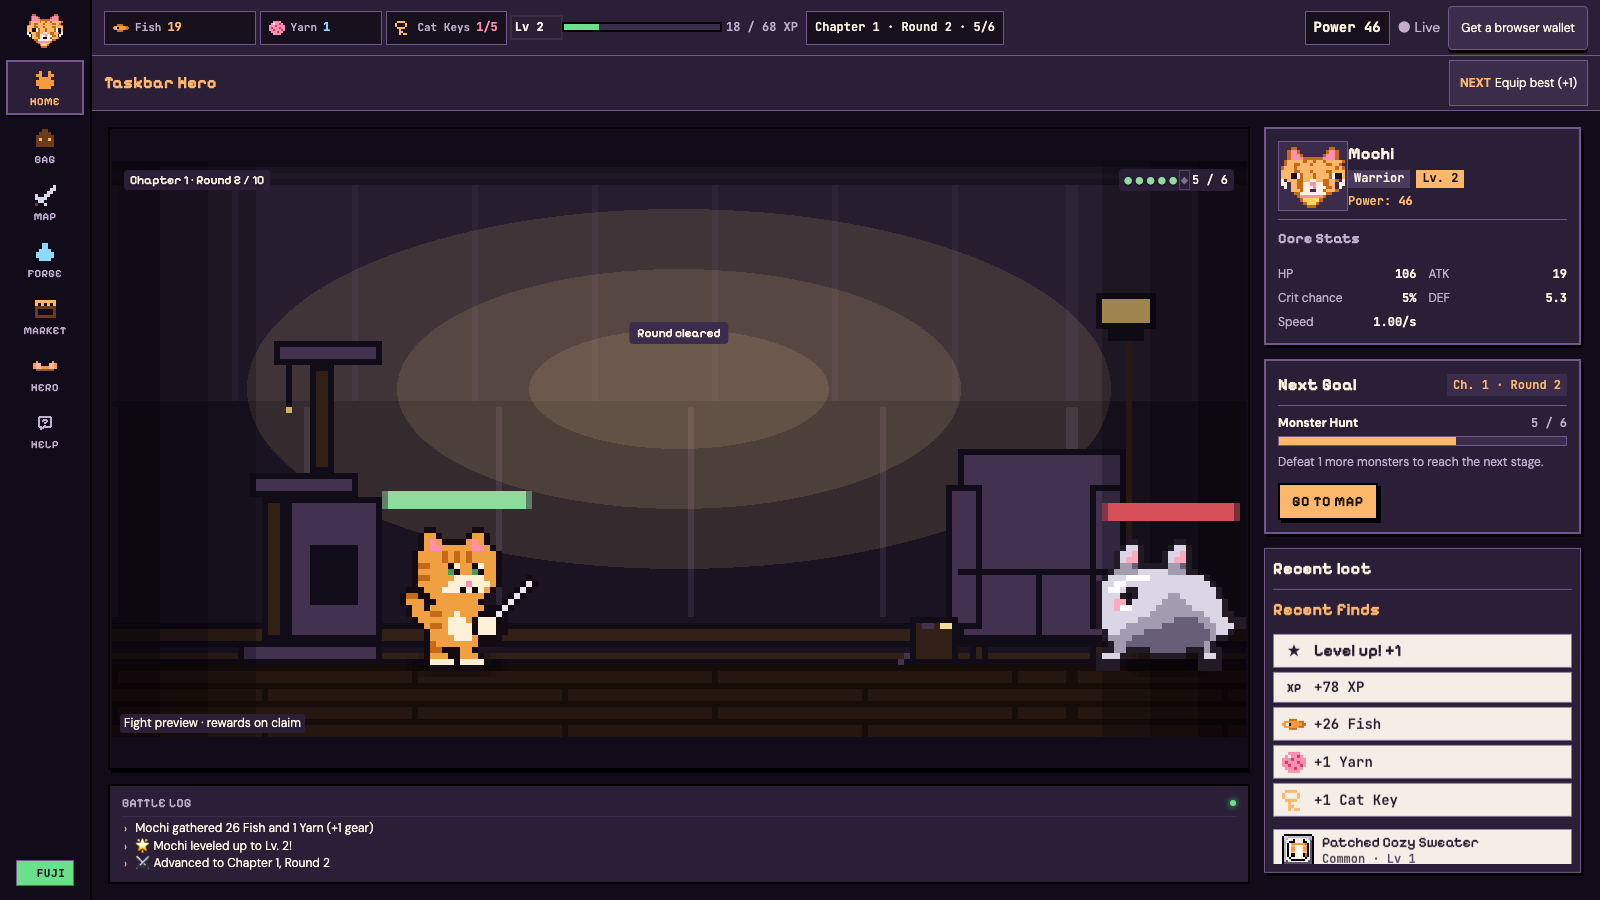 Fish 19
Yarn 1
Cat Keys 1/5
Lv 2
18 / 68 XP
Chapter 1 · Round 2 · 5/6
Power 46
Live
Get a browser wallet
Taskbar Hero
NEXT Equip best (+1)
HOME
BAG
MAP
FORGE
MARKET
HERO
HELP
FUJI
Chapter 1 · Round 2 / 10
5 / 6
Round cleared
Fight preview · rewards on claim
BATTLE LOG
› Mochi gathered 26 Fish and 1 Yarn (+1 gear)
› 🌟 Mochi leveled up to Lv. 2!
› ⚔️ Advanced to Chapter 1, Round 2
Mochi
Warrior
Lv. 2
Power: 46
Core Stats
HP 106 ATK 19
Crit chance 5% DEF 5.3
Speed 1.00/s
Next Goal
Ch. 1 · Round 2
Monster Hunt 5 / 6
Defeat 1 more monsters to reach the next stage.
GO TO MAP
Recent loot
Recent finds
★ Level up! +1
XP +78 XP
+26 Fish
+1 Yarn
+1 Cat Key
Patched Cozy Sweater
Common · Lv 1